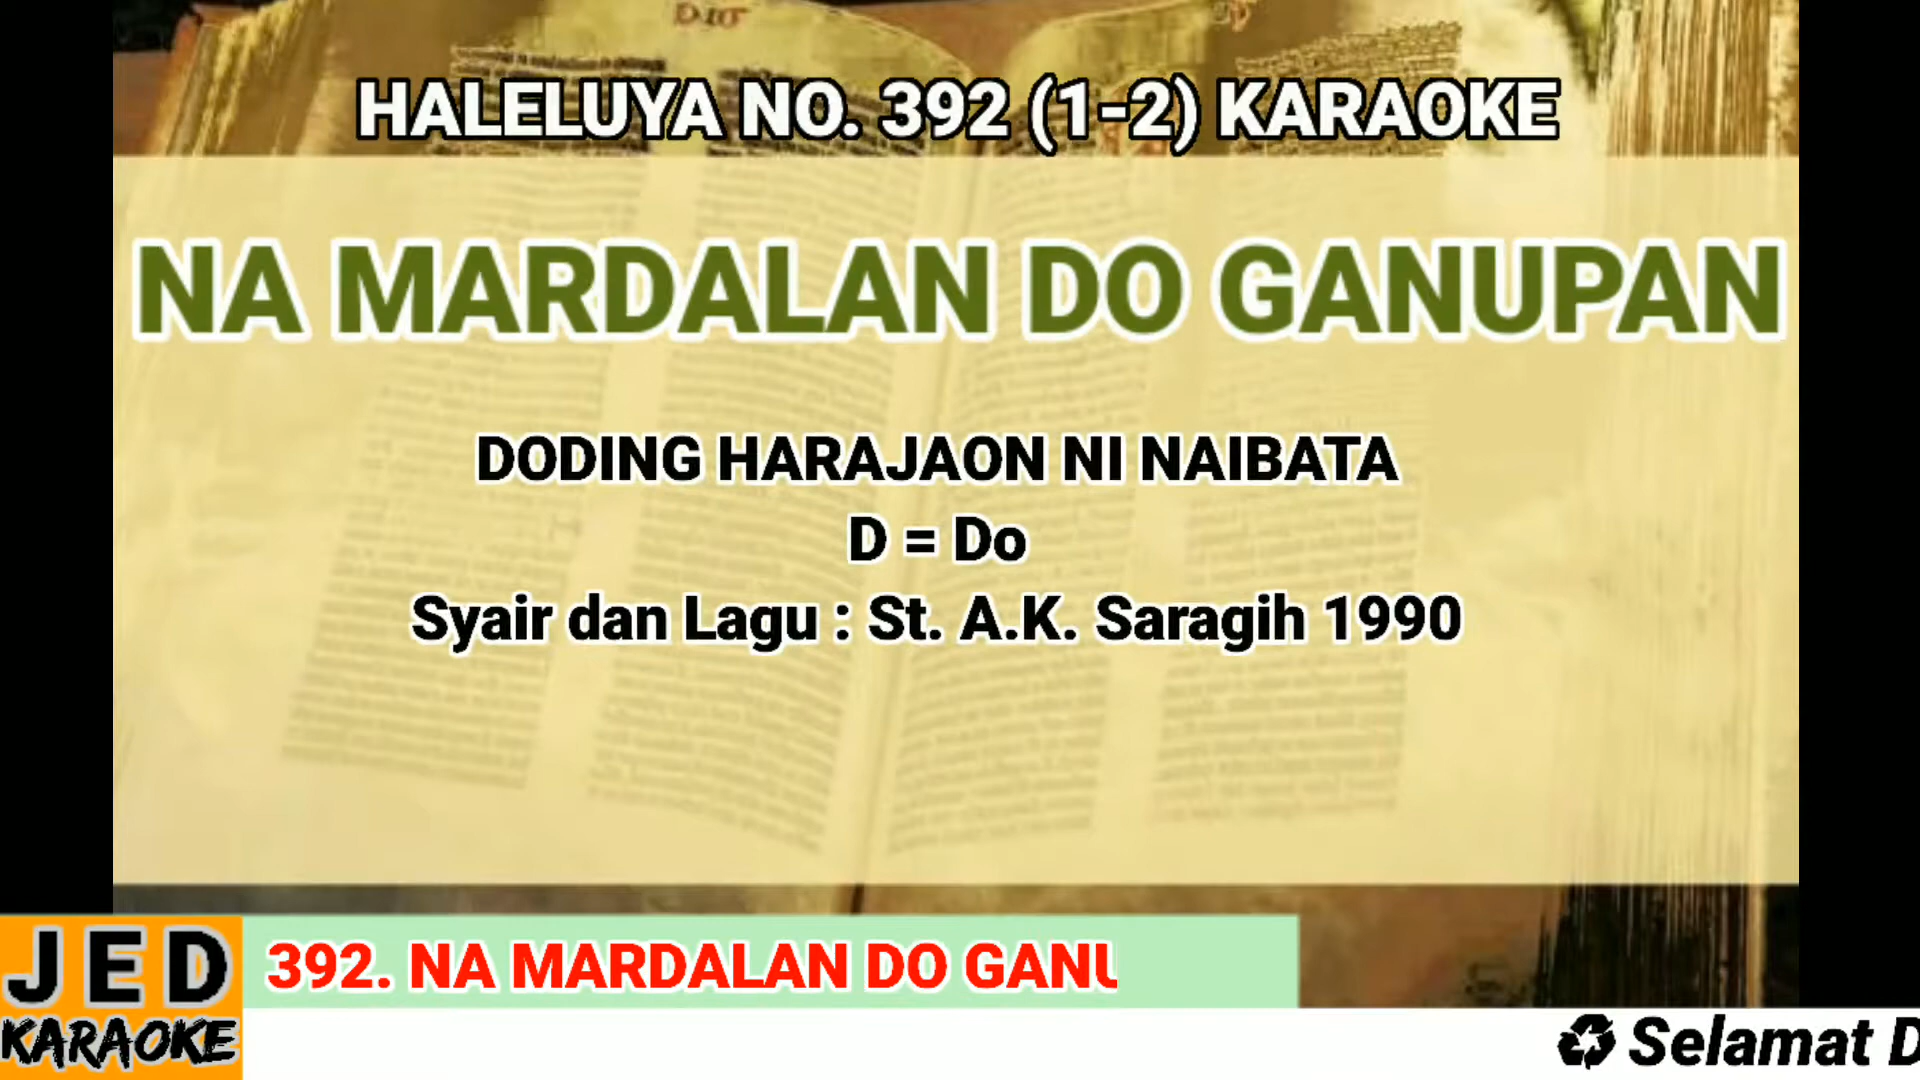 HALELUYA NO. 392 (1-2) KARAOKE
NA MARDALAN DO GANUPAN
DODING HARAJAON NI NAIBATA
D = Do
Syair dan Lagu : St. A.K. Saragih 1990
JED
KARAOKE
392. NA MARDALAN DO GANU
♻ Selamat D